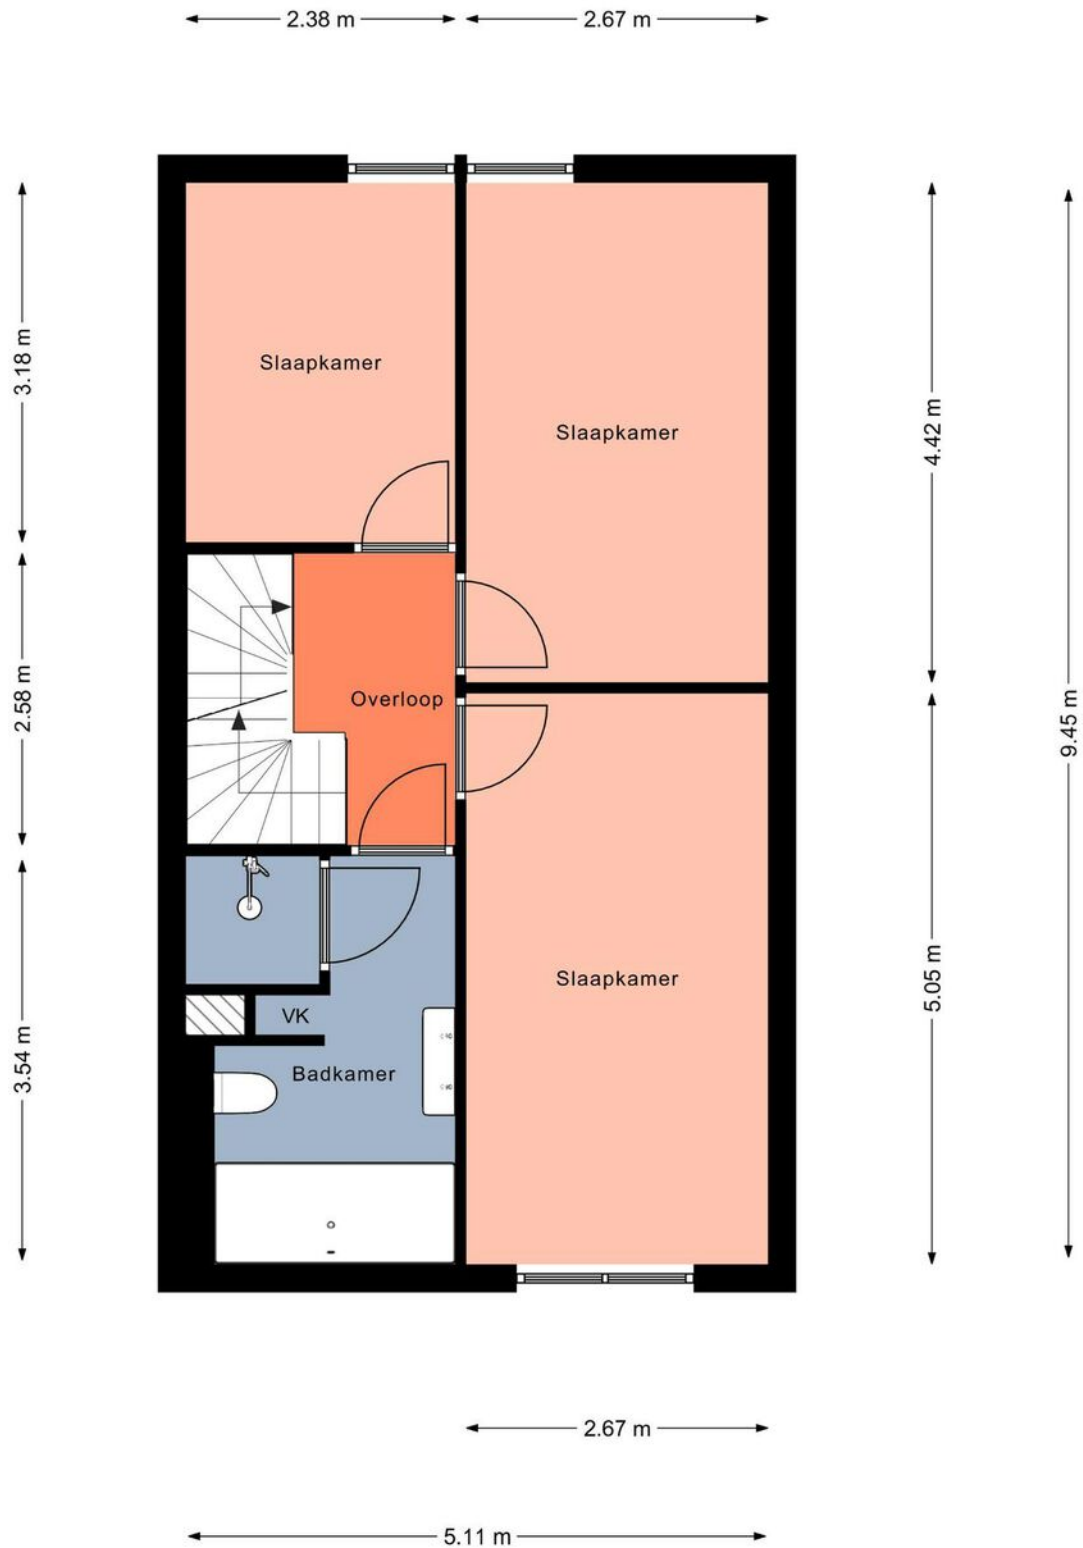 2.38 m
2.67 m
3.18 m
Slaapkamer
Slaapkamer
4.42 m
2.58 m
Overloop
9.45 m
3.54 m
VK
Badkamer
Slaapkamer
5.05 m
2.67 m
5.11 m